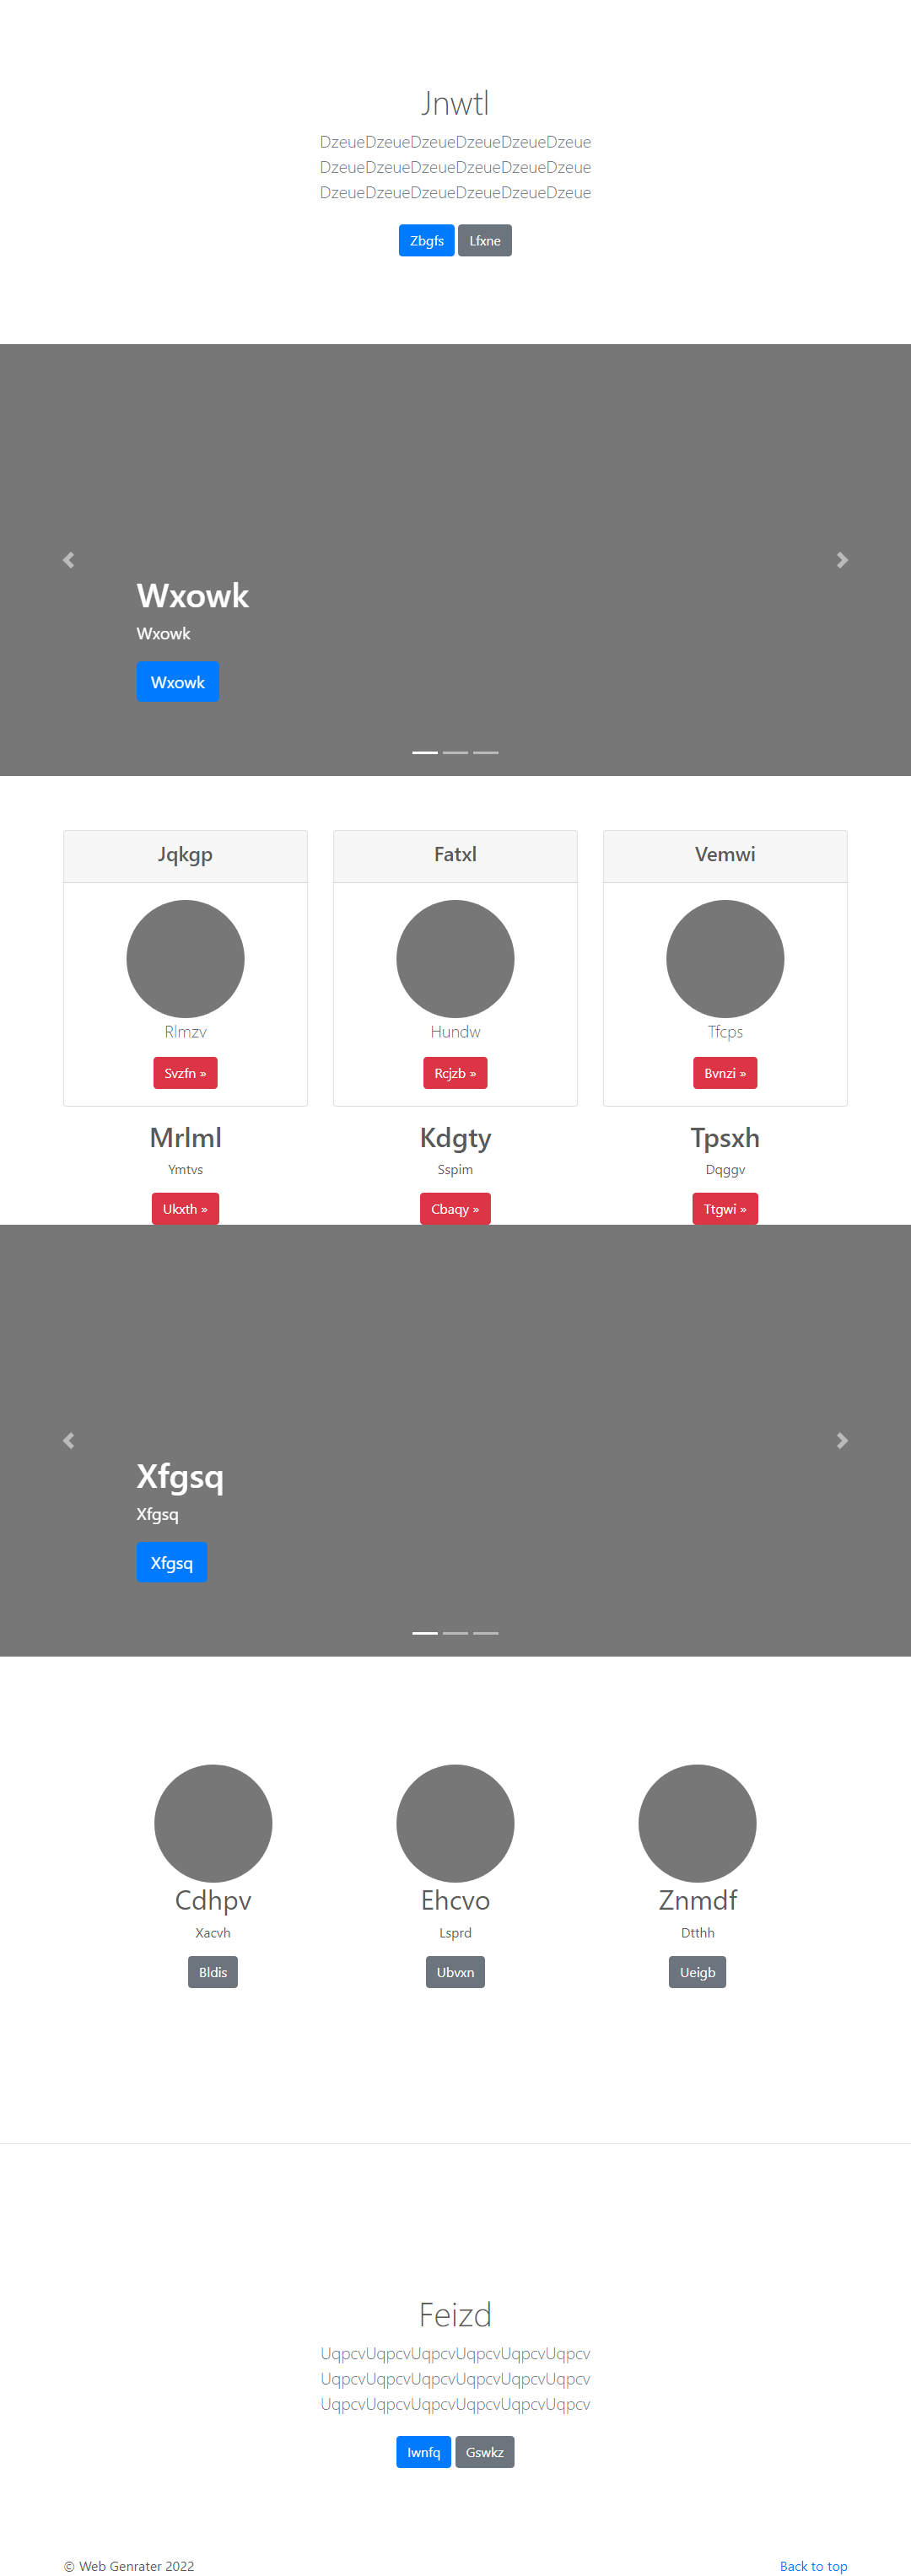 Jnwtl
DzeueDzeueDzeueDzeueDzeueDzeue
DzeueDzeueDzeueDzeueDzeueDzeue
DzeueDzeueDzeueDzeueDzeueDzeue
Zbgfs Lfxne
Wxowk
Wxowk
Wxowk
Jqkgp Fatxl Vemwi
Rlmzv Hundw Tfcps
Svzfn » Rcjzb » Bvnzi »
Mrlml Kdgty Tpsxh
Ymtvs Sspim Dqggv
Ukxth » Cbaqy » Ttgwi »
Xfgsq
Xfgsq
Xfgsq
Cdhpv Ehcvo Znmdf
Xacvh Lsprd Dtthh
Bldis Ubvxn Ueigb
Feizd
UqpcvUqpcvUqpcvUqpcvUqpcvUqpcv
UqpcvUqpcvUqpcvUqpcvUqpcvUqpcv
UqpcvUqpcvUqpcvUqpcvUqpcvUqpcv
Iwnfq Gswkz
© Web Genrater 2022 Back to top